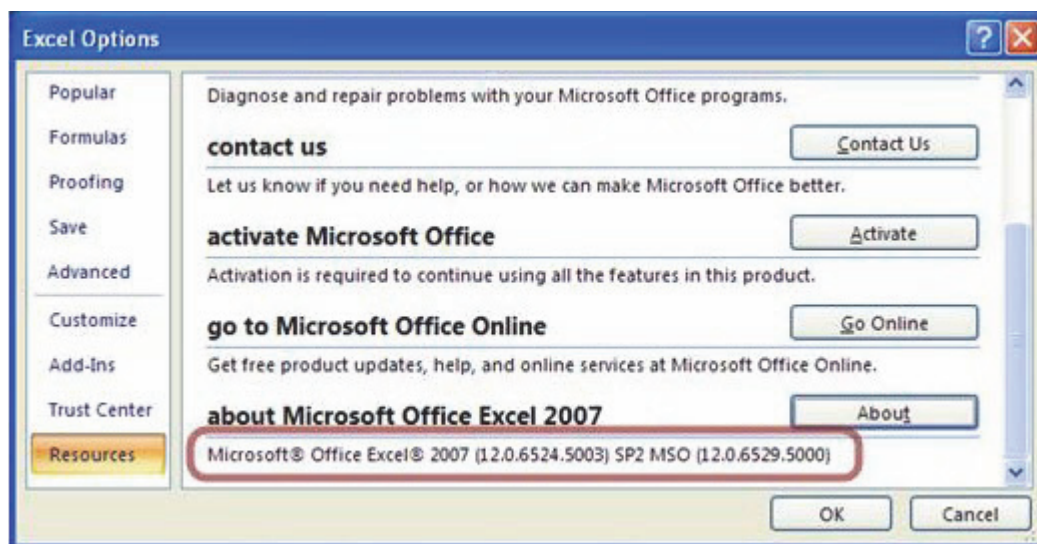 Excel Options
?
Popular
Formulas
Proofing
Save
Advanced
Customize
Add-Ins
Trust Center
Resources
Diagnose and repair problems with your Microsoft Office programs.
contact us
Contact Us
Let us know if you need help, or how we can make Microsoft Office better.
activate Microsoft Office
Activate
Activation is required to continue using all the features in this product.
go to Microsoft Office Online
Go Online
Get free product updates, help, and online services at Microsoft Office Online.
about Microsoft Office Excel 2007
About
Microsoft® Office Excel® 2007 (12.0.6524.5003) SP2 MSO (12.0.6529.5000)
OK
Cancel